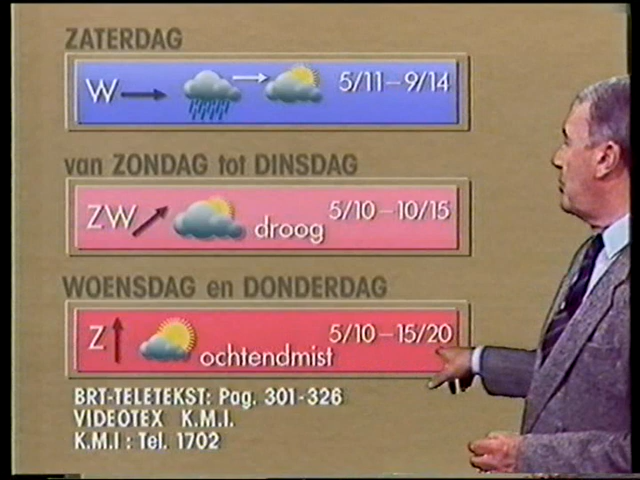 ZATERDAG
W 5/11-9/14
van ZONDAG tot DINSDAG
ZW droog 5/10-10/15
WOENSDAG en DONDERDAG
Z ochtendmist 5/10-15/20
BRT-TELETEKST: Pag. 301-326
VIDEOTEX K.M.I.
K.M.I : Tel. 1702